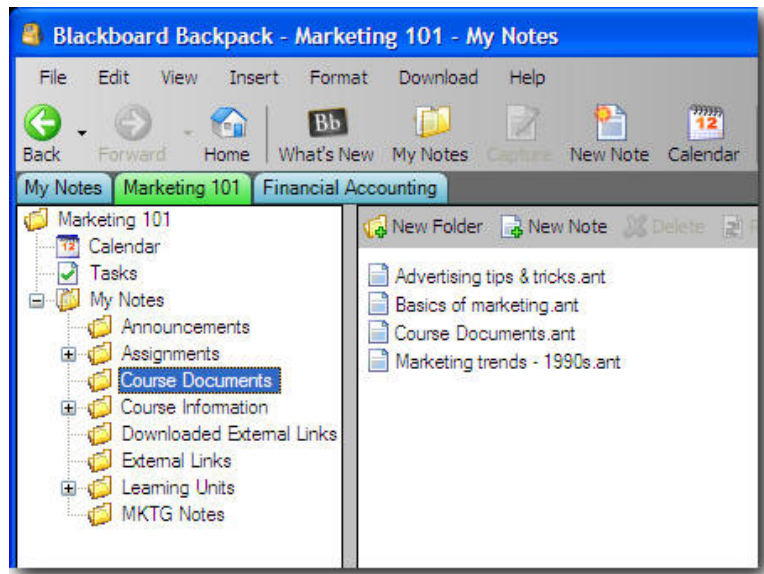 Blackboard Backpack - Marketing 101 - My Notes
File Edit View Insert Format Download Help
Bb 12
Back Forward Home What's New My Notes Capture New Note Calendar
My Notes Marketing 101 Financial Accounting
Marketing 101
Calendar
Tasks
My Notes
Announcements
Assignments
Course Documents
Course Information
Downloaded External Links
External Links
Learning Units
MKTG Notes
New Folder New Note Delete
Advertising tips & tricks.ant
Basics of marketing.ant
Course Documents.ant
Marketing trends - 1990s.ant